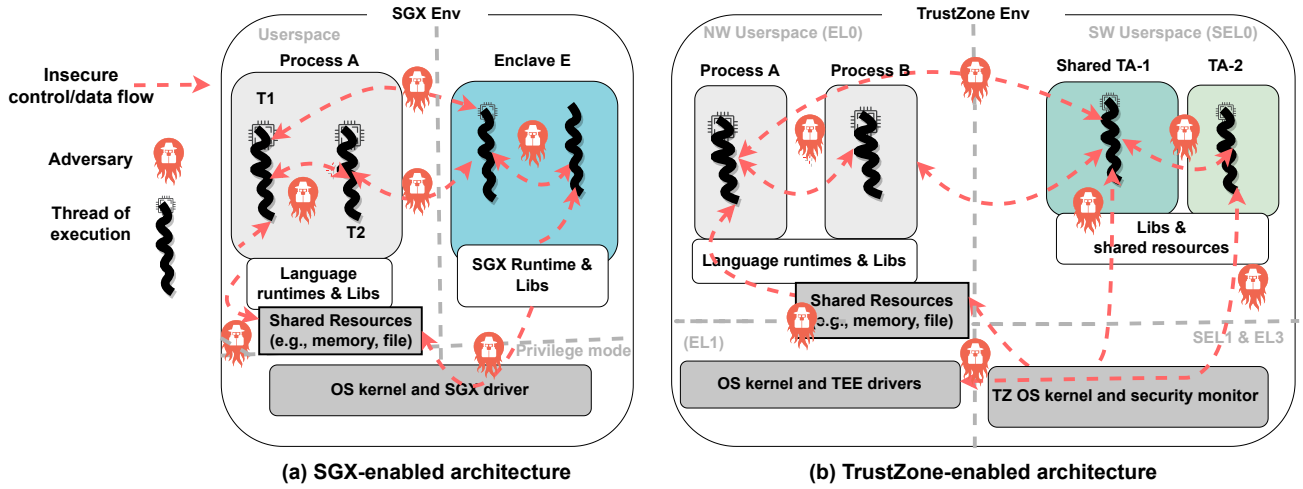 Insecure
control/data flow
Adversary
Thread of
execution
SGX Env
Userspace
Process A
Enclave E
T1
T2
Language
runtimes & Libs
SGX Runtime &
Libs
Shared Resources
(e.g., memory, file)
Privilege mode
OS kernel and SGX driver
(a) SGX-enabled architecture
TrustZone Env
NW Userspace (EL0)
SW Userspace (SEL0)
Process A
Process B
Shared TA-1
TA-2
Language runtimes & Libs
Libs &
shared resources
Shared Resources
(e.g., memory, file)
(EL1)
SEL1 & EL3
OS kernel and TEE drivers
TZ OS kernel and security monitor
(b) TrustZone-enabled architecture